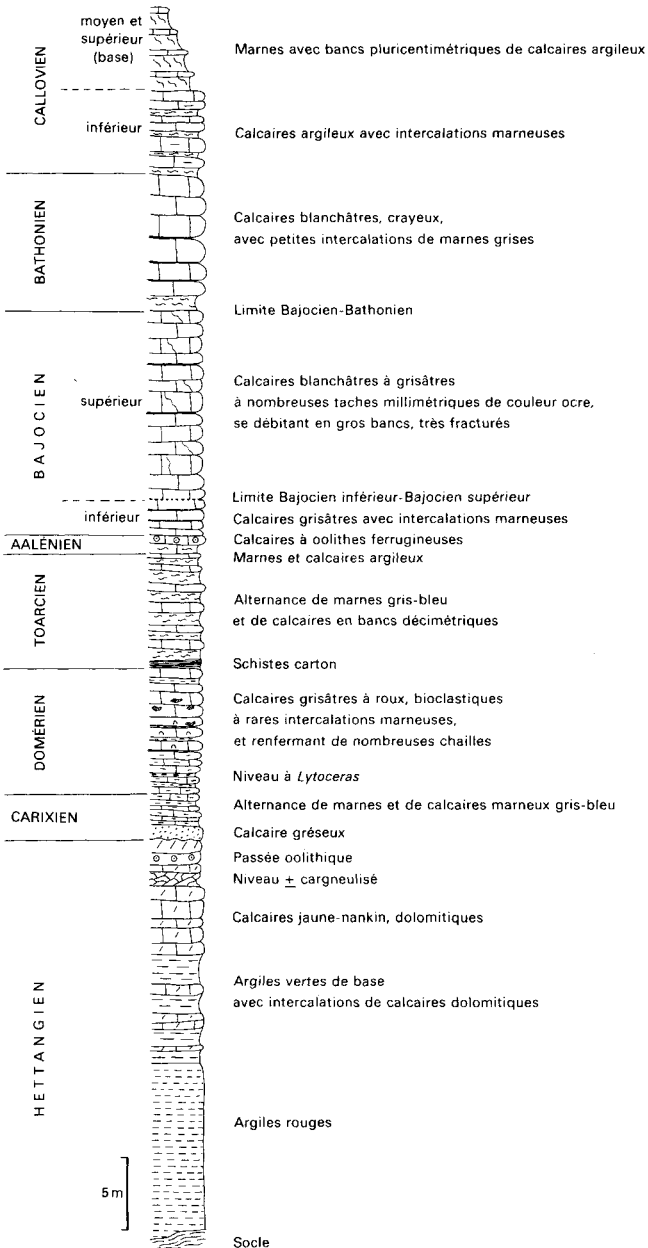 moyen et
supérieur
(base)
Marnes avec bancs pluricentimétriques de calcaires argileux
CALLOVIEN
inférieur
Calcaires argileux avec intercalations marneuses
BATHONIEN
Calcaires blanchâtres, crayeux,
avec petites intercalations de marnes grises
Limite Bajocien-Bathonien
BAJOCIEN
supérieur
Calcaires blanchâtres à grisâtres
à nombreuses taches millimétriques de couleur ocre,
se débitant en gros bancs, très fracturés
Limite Bajocien inférieur-Bajocien supérieur
inférieur
Calcaires grisâtres avec intercalations marneuses
AALÉNIEN
Calcaires à oolithes ferrugineuses
Marnes et calcaires argileux
TOARCIEN
Alternance de marnes gris-bleu
et de calcaires en bancs décimétriques
Schistes carton
DOMÉRIEN
Calcaires grisâtres à roux, bioclastiques
à rares intercalations marneuses,
et renfermant de nombreuses chailles
Niveau à Lytoceras
CARIXIEN
Alternance de marnes et de calcaires marneux gris-bleu
Calcaire gréseux
Passée oolithique
Niveau ± cargneulisé
Calcaires jaune-nankin, dolomitiques
HETTANGIEN
Argiles vertes de base
avec intercalations de calcaires dolomitiques
Argiles rouges
5 m
Socle